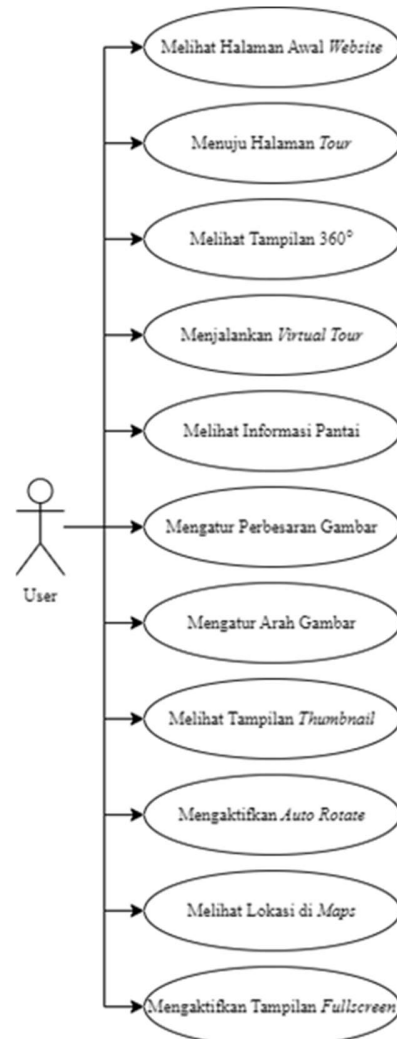 Melihat Halaman Awal Website
Menuju Halaman Tour
Melihat Tampilan 360°
Menjalankan Virtual Tour
Melihat Informasi Pantai
Mengatur Perbesaran Gambar
User
Mengatur Arah Gambar
Melihat Tampilan Thumbnail
Mengaktifkan Auto Rotate
Melihat Lokasi di Maps
Mengaktifkan Tampilan Fullscreen